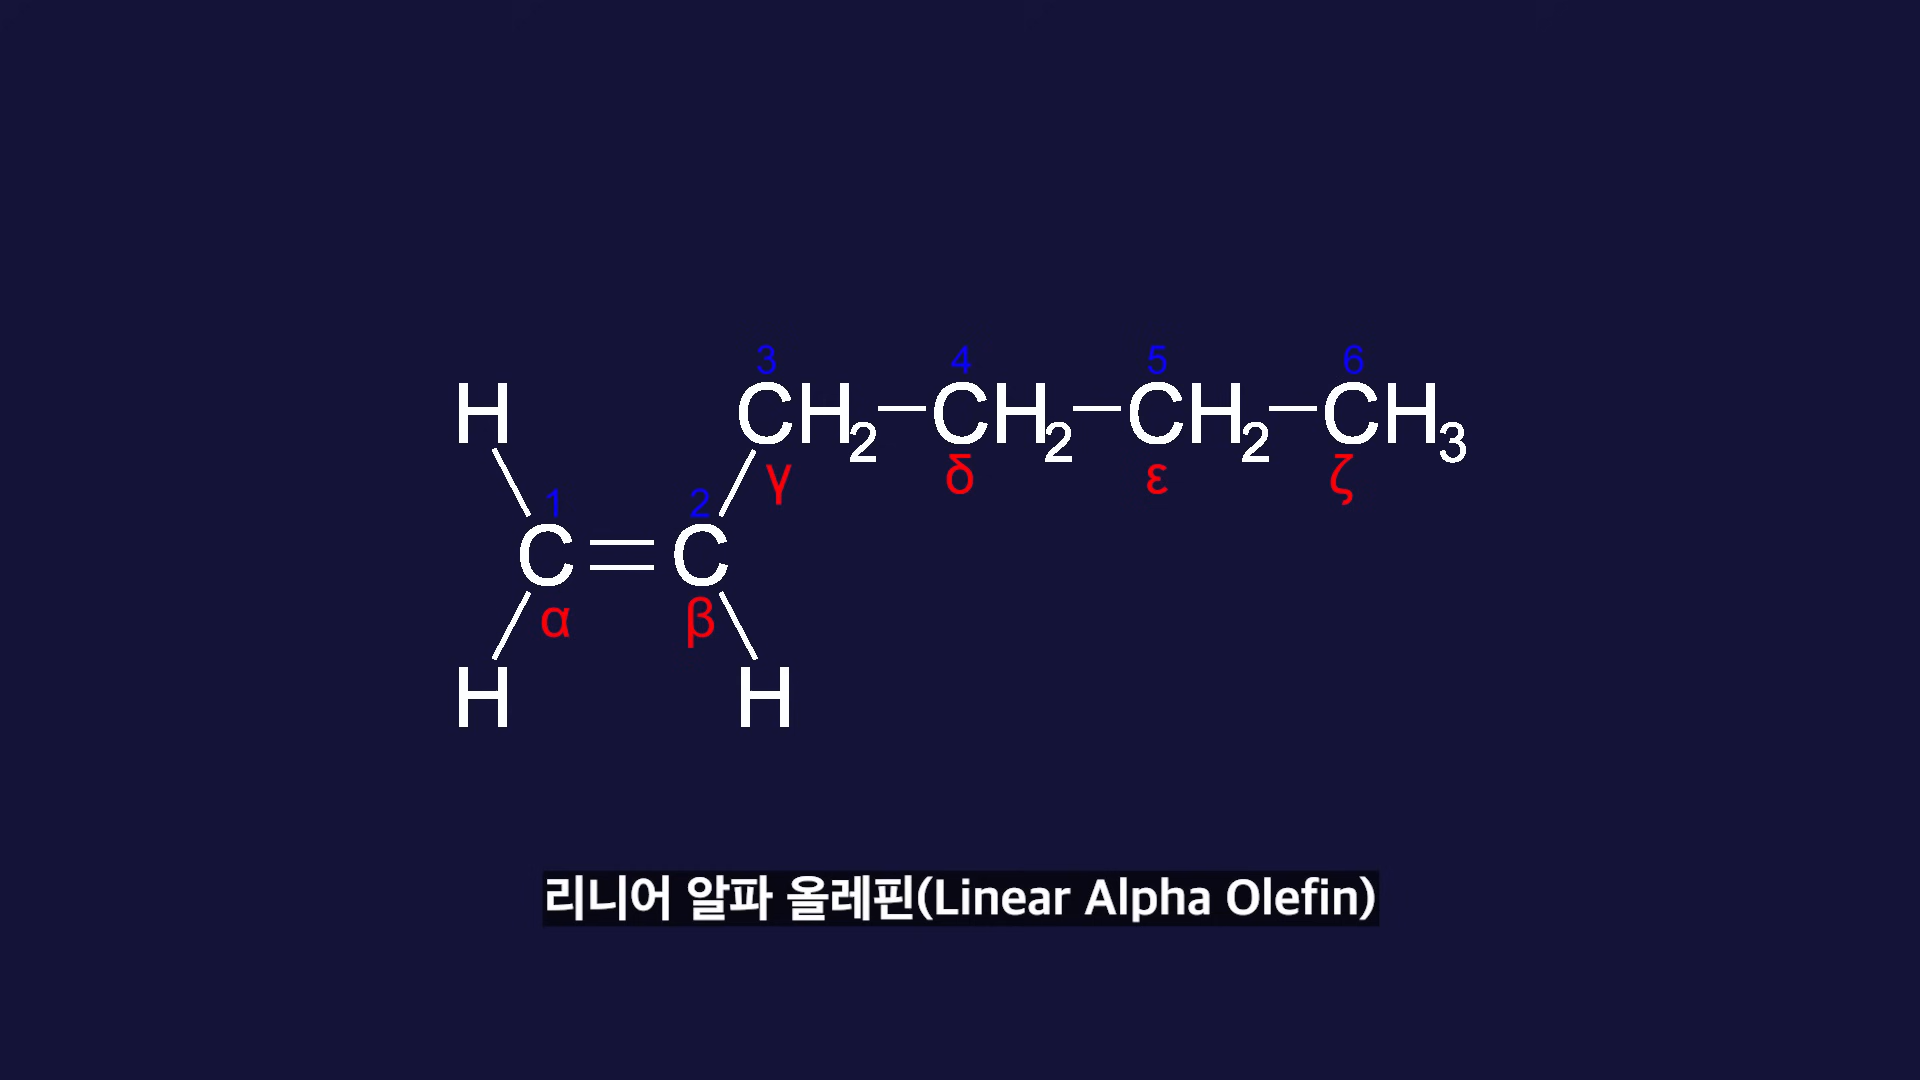 3 4 5 6
H CH2 CH2 CH2 CH3
γ δ ε ζ
1 2
C C
α β
H H
리니어 알파 올레핀(Linear Alpha Olefin)